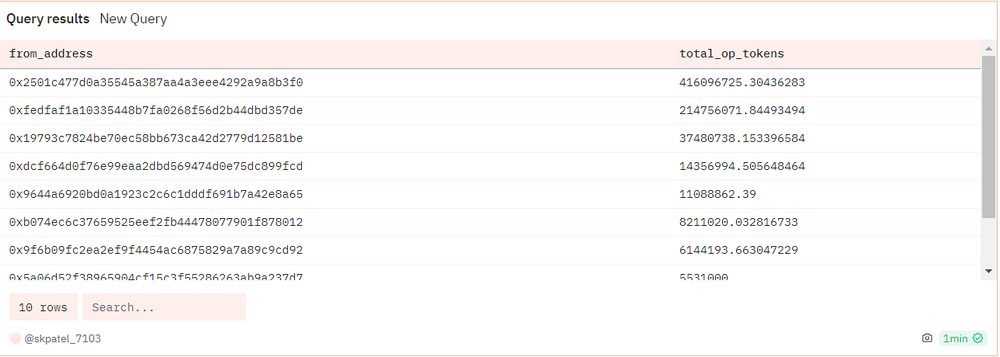 Query results New Query
from_address total_op_tokens
0x2501c477d0a35545a387aa4a3eee4292a9a8b3f0 416096725.30436283
0xfedfaf1a10335448b7fa0268f56d2b44dbd357de 214756071.84493494
0x19793c7824be70ec58bb673ca42d2779d12581be 37480738.153396584
0xdcf664d0f76e99eaa2dbd569474d0e75dc899fcd 14356994.505648464
0x9644a6920bd0a1923c2c6c1dddf691b7a42e8a65 11088862.39
0xb074ec6c37659525eef2fb44478077901f878012 8211020.032816733
0x9f6b09fc2ea2ef9f4454ac6875829a7a89c9cd92 6144193.663047229
0x5a06d52f38965904cf15c3f55286263ab9a237d7 5531000
10 rows Search...
@skpatel_7103 1min